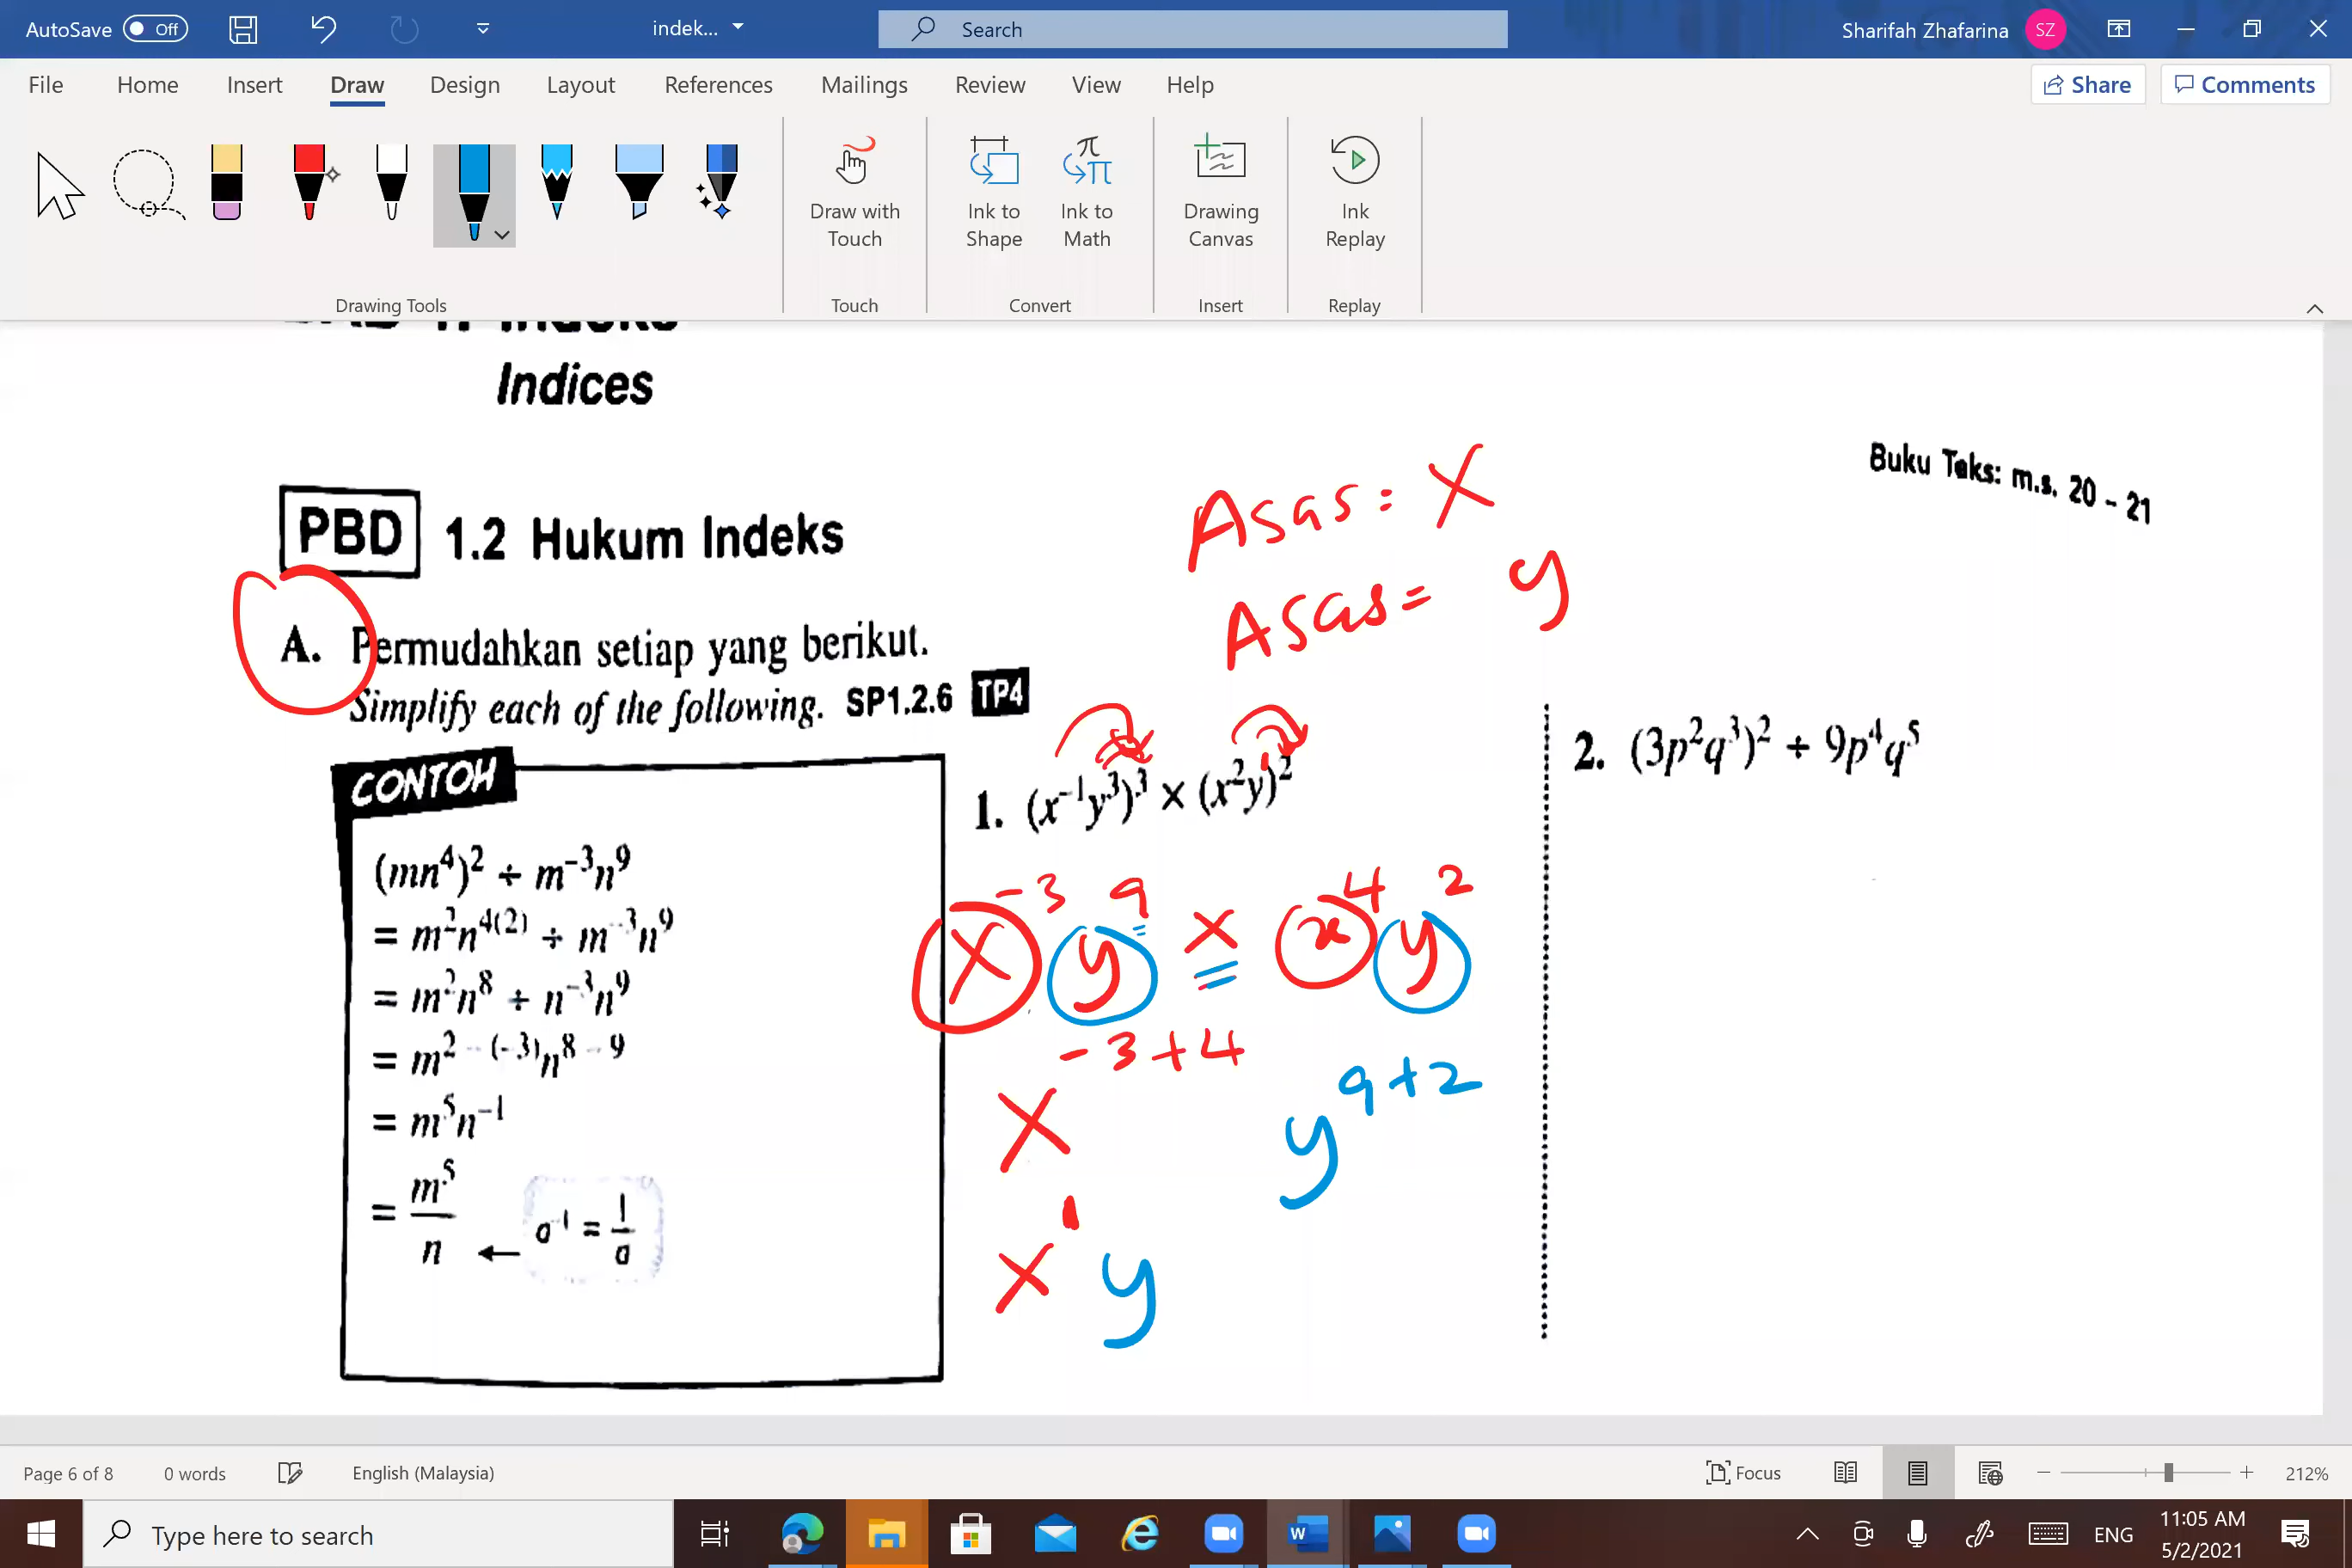 AutoSave Off indek... Search Sharifah Zhafarina SZ
File Home Insert Draw Design Layout References Mailings Review View Help Share Comments
Draw with Touch
Ink to Shape
Ink to Math
Drawing Canvas
Ink Replay
Drawing Tools Touch Convert Insert Replay
Indices
Buku Teks: m.s. 20 – 21
PBD 1.2 Hukum Indeks
Asas: x
Asas = y
A. Permudahkan setiap yang berikut.
Simplify each of the following. SP1.2.6 TP4
CONTOH
(mn⁴)² ÷ m⁻³n⁹
= m²n⁴⁽²⁾ ÷ m⁻³n⁹
= m²n⁸ ÷ n⁻³n⁹
= m²⁻⁽⁻³⁾n⁸⁻⁹
= m⁵n⁻¹
= m⁵/n ← a⁻¹ = 1/a
1. (x⁻¹y³)³ × (x²y)²
1
x⁻³ y⁹ × x⁴ y²
x⁻³⁺⁴ y⁹⁺²
x¹ y
2. (3p²q³)² ÷ 9p⁴q⁵
Page 6 of 8 0 words English (Malaysia) Focus 212%
Type here to search ENG 11:05 AM
5/2/2021